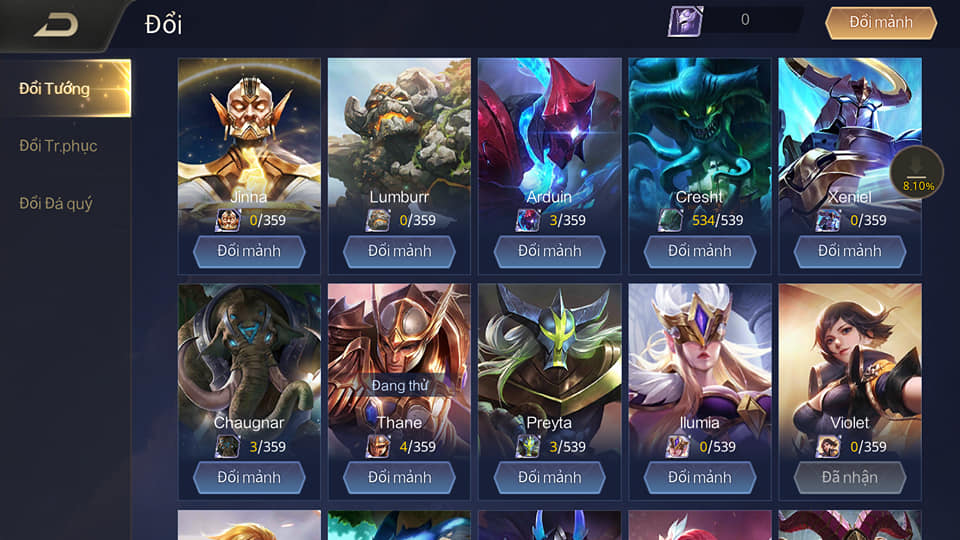 Đổi
0
Đổi mảnh
Đổi Tướng
Đổi Tr.phục
Đổi Đá quý
Jinna
0/359
Đổi mảnh
Lumburr
0/359
Đổi mảnh
Arduin
3/359
Đổi mảnh
Cresht
534/539
Đổi mảnh
Xeniel
0/359
Đổi mảnh
8.10%
Chaugnar
3/359
Đổi mảnh
Đang thử
Thane
4/359
Đổi mảnh
Preyta
3/539
Đổi mảnh
Ilumia
0/539
Đổi mảnh
Violet
0/359
Đã nhận